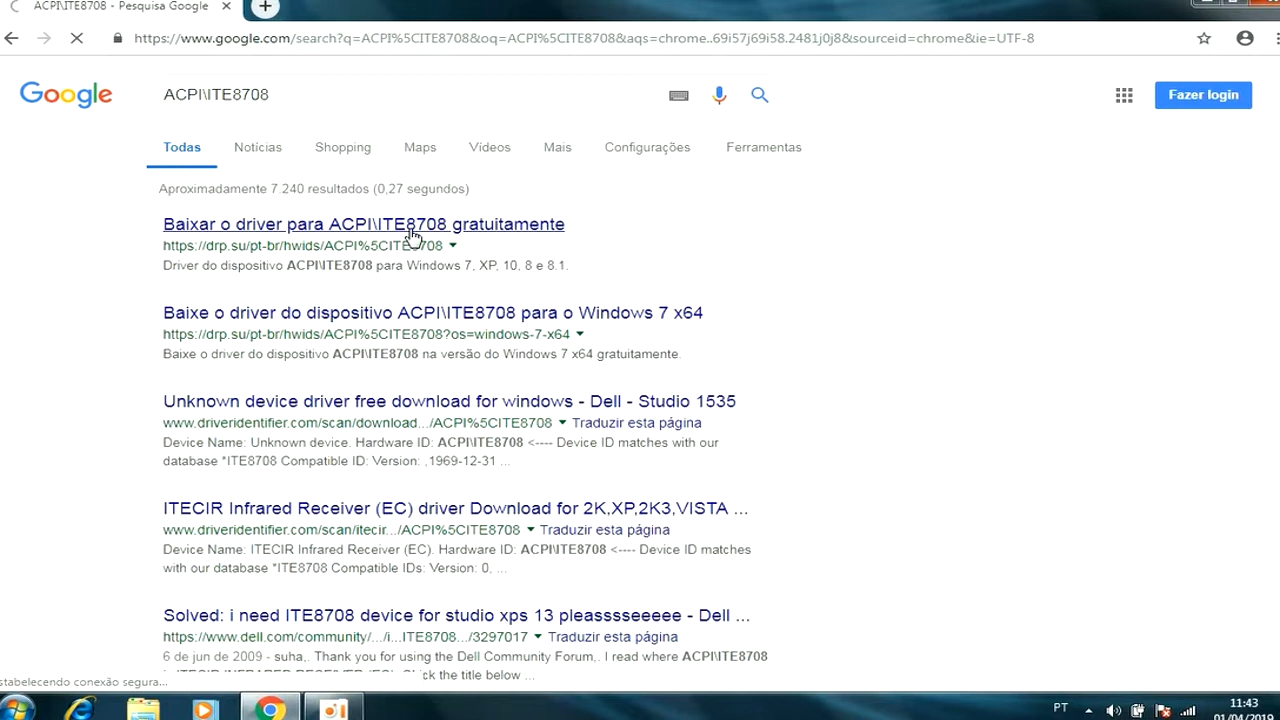 ACPI\ITE8708 - Pesquisa Google
https://www.google.com/search?q=ACPI%5CITE8708&oq=ACPI%5CITE8708&aqs=chrome..69i57j69i58.2481j0j8&sourceid=chrome&ie=UTF-8
Google
ACPI\ITE8708
Fazer login
Todas Notícias Shopping Maps Vídeos Mais Configurações Ferramentas
Aproximadamente 7.240 resultados (0,27 segundos)
Baixar o driver para ACPI\ITE8708 gratuitamente
https://drp.su/pt-br/hwids/ACPI%5CITE8708
Driver do dispositivo ACPI\ITE8708 para Windows 7, XP, 10, 8 e 8.1.
Baixe o driver do dispositivo ACPI\ITE8708 para o Windows 7 x64
https://drp.su/pt-br/hwids/ACPI%5CITE8708?os=windows-7-x64
Baixe o driver do dispositivo ACPI\ITE8708 na versão do Windows 7 x64 gratuitamente.
Unknown device driver free download for windows - Dell - Studio 1535
www.driveridentifier.com/scan/download.../ACPI%5CITE8708 Traduzir esta página
Device Name: Unknown device. Hardware ID: ACPI\ITE8708 <---- Device ID matches with our
database *ITE8708 Compatible ID: Version: ,1969-12-31 ...
ITECIR Infrared Receiver (EC) driver Download for 2K,XP,2K3,VISTA ...
www.driveridentifier.com/scan/itecir.../ACPI%5CITE8708 Traduzir esta página
Device Name: ITECIR Infrared Receiver (EC). Hardware ID: ACPI\ITE8708 <---- Device ID matches
with our database *ITE8708 Compatible IDs: Version: 0, ...
Solved: i need ITE8708 device for studio xps 13 pleasssseeeee - Dell ...
https://www.dell.com/community/.../i...ITE8708.../3297017 Traduzir esta página
6 de jun de 2009 - suha,. Thank you for using the Dell Community Forum,. I read where ACPI\ITE8708
ck the title below ...
stabelecendo conexão segura...
PT
11:43
01/04/2019